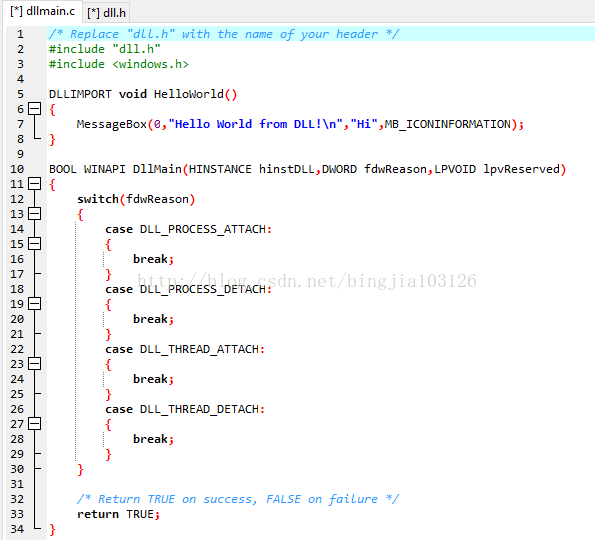 [*] dllmain.c [*] dll.h
1 /* Replace "dll.h" with the name of your header */
2 #include "dll.h"
3 #include <windows.h>
4
5 DLLIMPORT void HelloWorld()
6 {
7 MessageBox(0,"Hello World from DLL!\n","Hi",MB_ICONINFORMATION);
8 }
9
10 BOOL WINAPI DllMain(HINSTANCE hinstDLL,DWORD fdwReason,LPVOID lpvReserved)
11 {
12 switch(fdwReason)
13 {
14 case DLL_PROCESS_ATTACH:
15 {
16 break;
17 }
http://blog.csdn.net/bingjia103126
18 case DLL_PROCESS_DETACH:
19 {
20 break;
21 }
22 case DLL_THREAD_ATTACH:
23 {
24 break;
25 }
26 case DLL_THREAD_DETACH:
27 {
28 break;
29 }
30 }
31
32 /* Return TRUE on success, FALSE on failure */
33 return TRUE;
34 }